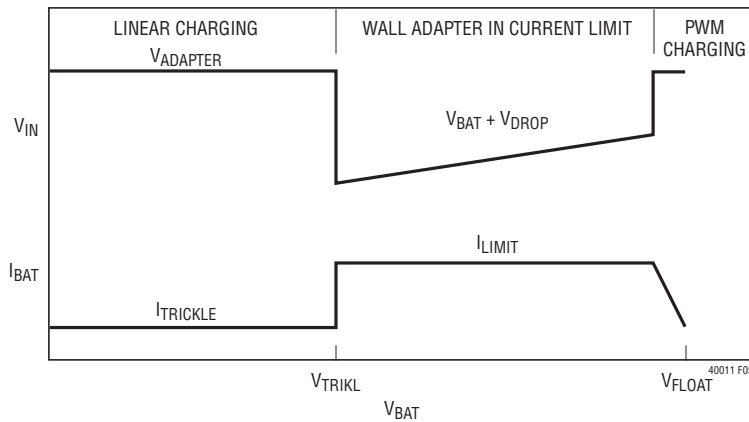 LINEAR CHARGING
WALL ADAPTER IN CURRENT LIMIT
PWM
CHARGING
VADAPTER
VIN
VBAT + VDROP
ILIMIT
IBAT
ITRICKLE
VTRIKL
VFLOAT
40011 F05
VBAT